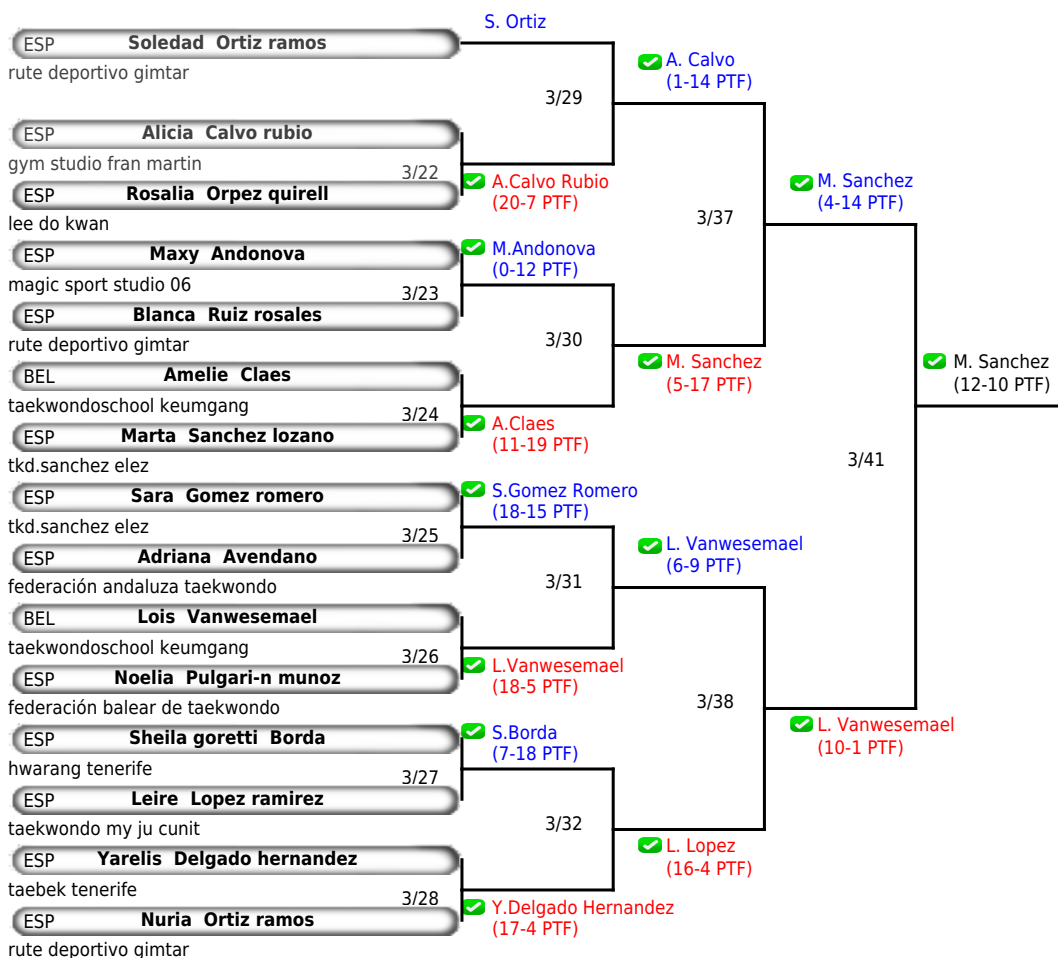 S. Ortiz
ESP Soledad Ortiz ramos
rute deportivo gimtar
A. Calvo
(1-14 PTF)
3/29
ESP Alicia Calvo rubio
gym studio fran martin
3/22
A.Calvo Rubio
(20-7 PTF)
ESP Rosalia Orpez quirell
lee do kwan
M. Sanchez
(4-14 PTF)
3/37
ESP Maxy Andonova
M.Andonova
(0-12 PTF)
magic sport studio 06
3/23
ESP Blanca Ruiz rosales
rute deportivo gimtar
3/30
M. Sanchez
(5-17 PTF)
M. Sanchez
(12-10 PTF)
BEL Amelie Claes
taekwondoschool keumgang
3/24
A.Claes
(11-19 PTF)
ESP Marta Sanchez lozano
tkd.sanchez elez
3/41
ESP Sara Gomez romero
S.Gomez Romero
(18-15 PTF)
tkd.sanchez elez
3/25
ESP Adriana Avendano
federación andaluza taekwondo
L. Vanwesemael
(6-9 PTF)
3/31
BEL Lois Vanwesemael
taekwondoschool keumgang
3/26
L.Vanwesemael
(18-5 PTF)
ESP Noelia Pulgari-n munoz
federación balear de taekwondo
3/38
L. Vanwesemael
(10-1 PTF)
ESP Sheila goretti Borda
S.Borda
(7-18 PTF)
hwarang tenerife
3/27
ESP Leire Lopez ramirez
taekwondo my ju cunit
3/32
L. Lopez
(16-4 PTF)
ESP Yarelis Delgado hernandez
taebek tenerife
3/28
Y.Delgado Hernandez
(17-4 PTF)
ESP Nuria Ortiz ramos
rute deportivo gimtar